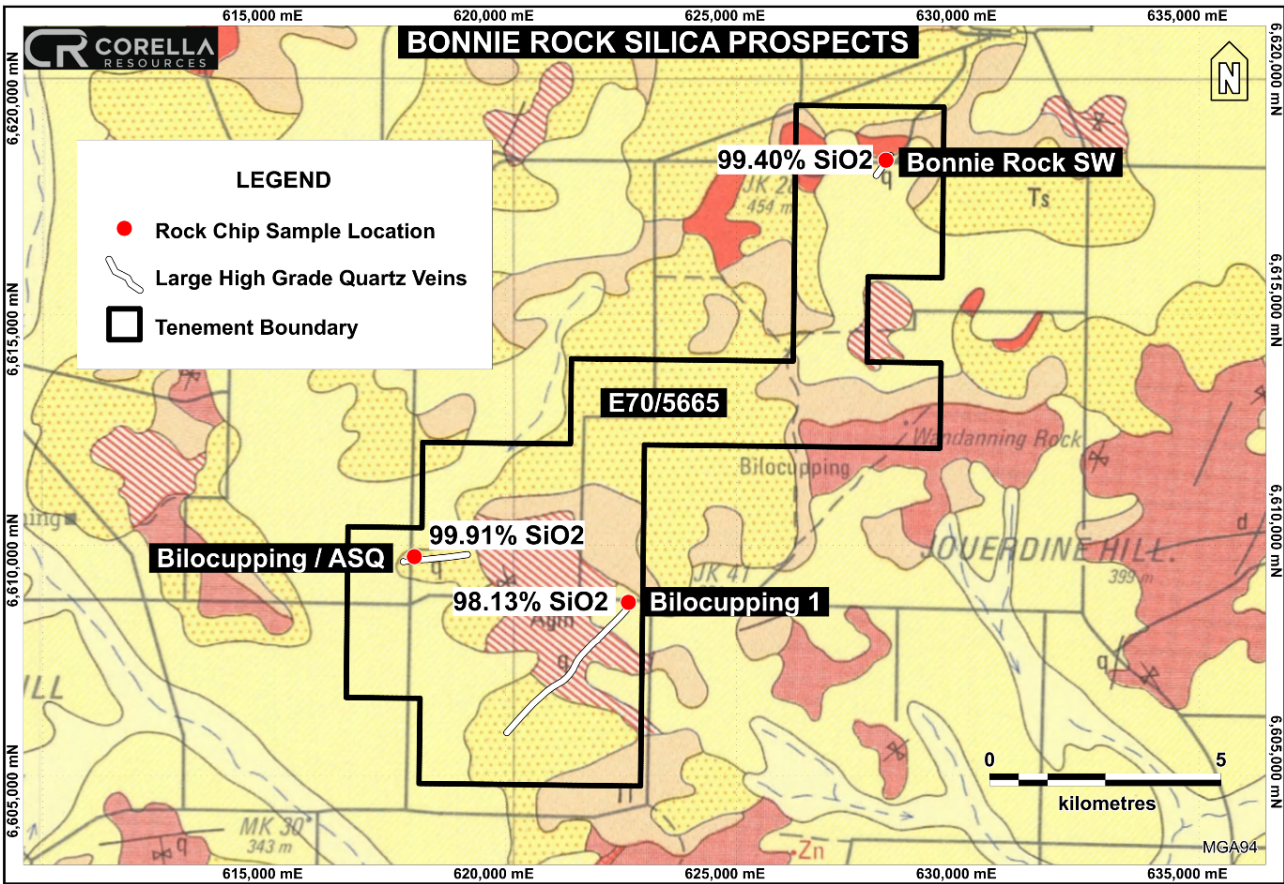 615,000 mE
620,000 mE
625,000 mE
630,000 mE
635,000 mE
CORELLA
RESOURCES
BONNIE ROCK SILICA PROSPECTS
N
6,620,000 mN
6,620,000 mN
LEGEND
Rock Chip Sample Location
Large High Grade Quartz Veins
Tenement Boundary
99.40% SiO2
Bonnie Rock SW
q
JK 2
454 m
Ts
6,615,000 mN
6,615,000 mN
E70/5665
Wandanning Rock
Bilocupping
99.91% SiO2
Bilocupping / ASQ
q
d
JOUERDINE HILL.
399 m
JK 41
6,610,000 mN
6,610,000 mN
98.13% SiO2
Bilocupping 1
Agm
q
q
ILL
6,605,000 mN
6,605,000 mN
0
5
kilometres
MK 30
343 m
q
Zn
MGA94
615,000 mE
620,000 mE
625,000 mE
630,000 mE
635,000 mE